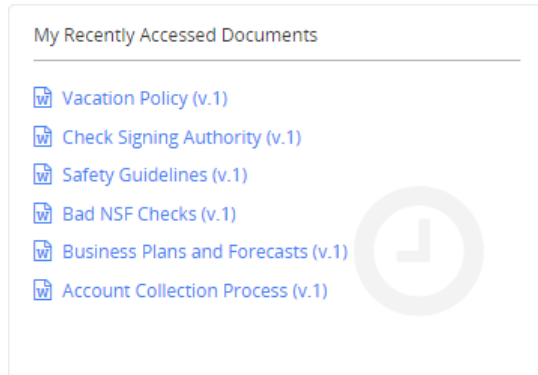 My Recently Accessed Documents
Vacation Policy (v.1)
Check Signing Authority (v.1)
Safety Guidelines (v.1)
Bad NSF Checks (v.1)
Business Plans and Forecasts (v.1)
Account Collection Process (v.1)